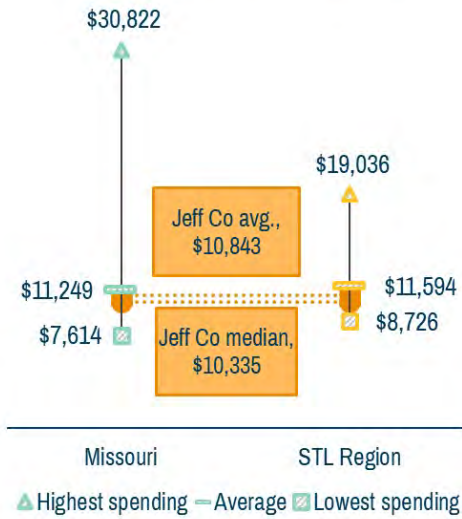 $30,822
$19,036
Jeff Co avg.,
$10,843
$11,249
$11,594
$7,614
$8,726
Jeff Co median,
$10,335
Missouri
STL Region
Highest spending
Average
Lowest spending